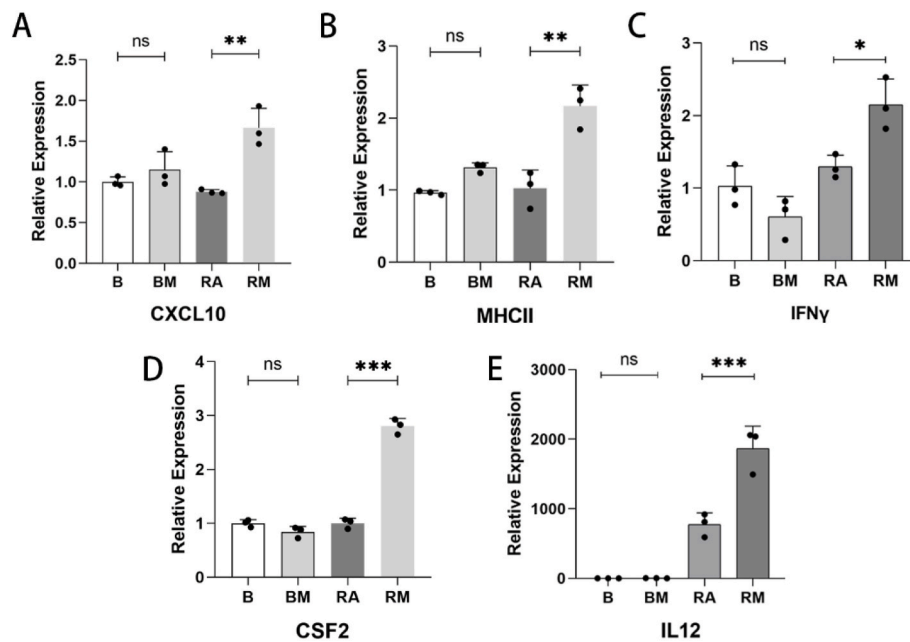 A
ns
**
Relative Expression
2.5
2.0
1.5
1.0
0.5
0.0
B BM RA RM
CXCL10
B
ns
**
Relative Expression
3
2
1
0
B BM RA RM
MHCII
C
ns
*
Relative Expression
3
2
1
0
B BM RA RM
IFNγ
D
ns
***
Relative Expression
4
3
2
1
0
B BM RA RM
CSF2
E
ns
***
Relative Expression
3000
2000
1000
0
B BM RA RM
IL12